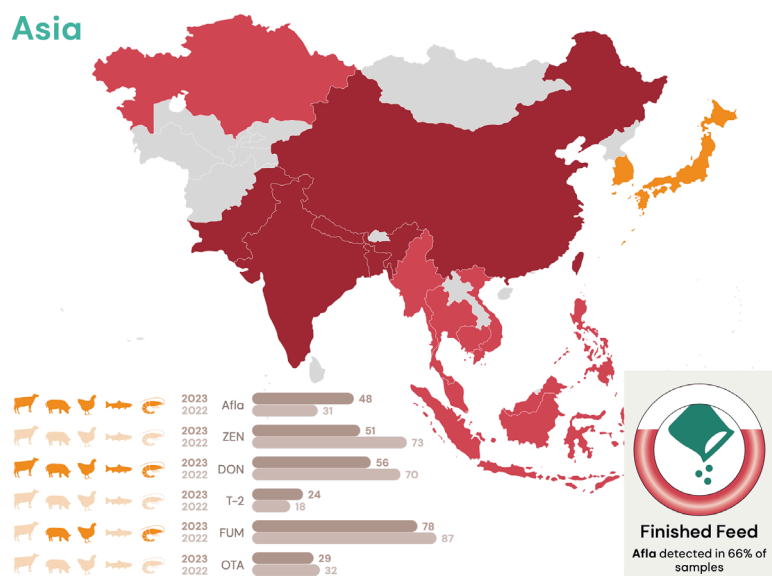 Asia
2023 Afla 48
2022 31
2023 ZEN 51
2022 73
2023 DON 56
2022 70
2023 T-2 24
2022 18
2023 FUM 78
2022 87
2023 OTA 29
2022 32
Finished Feed
Afla detected in 66% of
samples